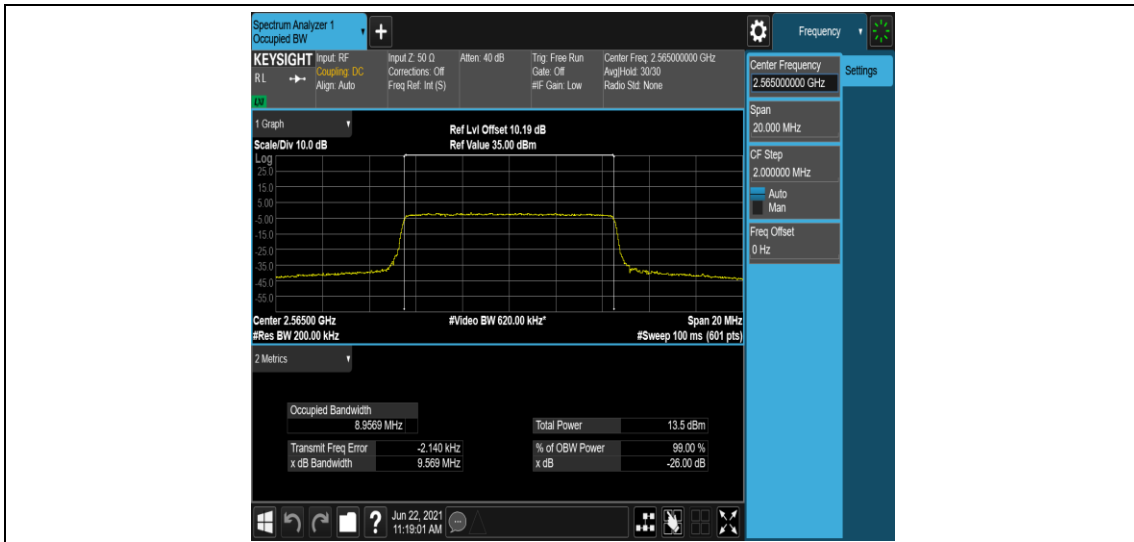 Spectrum Analyzer 1
Occupied BW
+
Frequency
KEYSIGHT
RL
LXI
Input: RF
Coupling: DC
Align: Auto
Input Z: 50 Ω
Corrections: Off
Freq Ref: Int (S)
Atten: 40 dB
Trig: Free Run
Gate: Off
#IF Gain: Low
Center Freq: 2.565000000 GHz
Avg|Hold: 30/30
Radio Std: None
Center Frequency
2.565000000 GHz
Settings
Span
20.000 MHz
CF Step
2.000000 MHz
Auto
Man
Freq Offset
0 Hz
1 Graph
Ref Lvl Offset 10.19 dB
Scale/Div 10.0 dB
Ref Value 35.00 dBm
Log
25.0
15.0
5.00
-5.00
-15.0
-25.0
-35.0
-45.0
-55.0
Center 2.56500 GHz
#Video BW 620.00 kHz*
Span 20 MHz
#Res BW 200.00 kHz
#Sweep 100 ms (601 pts)
2 Metrics
Occupied Bandwidth
8.9569 MHz
Total Power 13.5 dBm
Transmit Freq Error -2.140 kHz
% of OBW Power 99.00 %
x dB Bandwidth 9.569 MHz
x dB -26.00 dB
?
Jun 22, 2021
11:19:01 AM